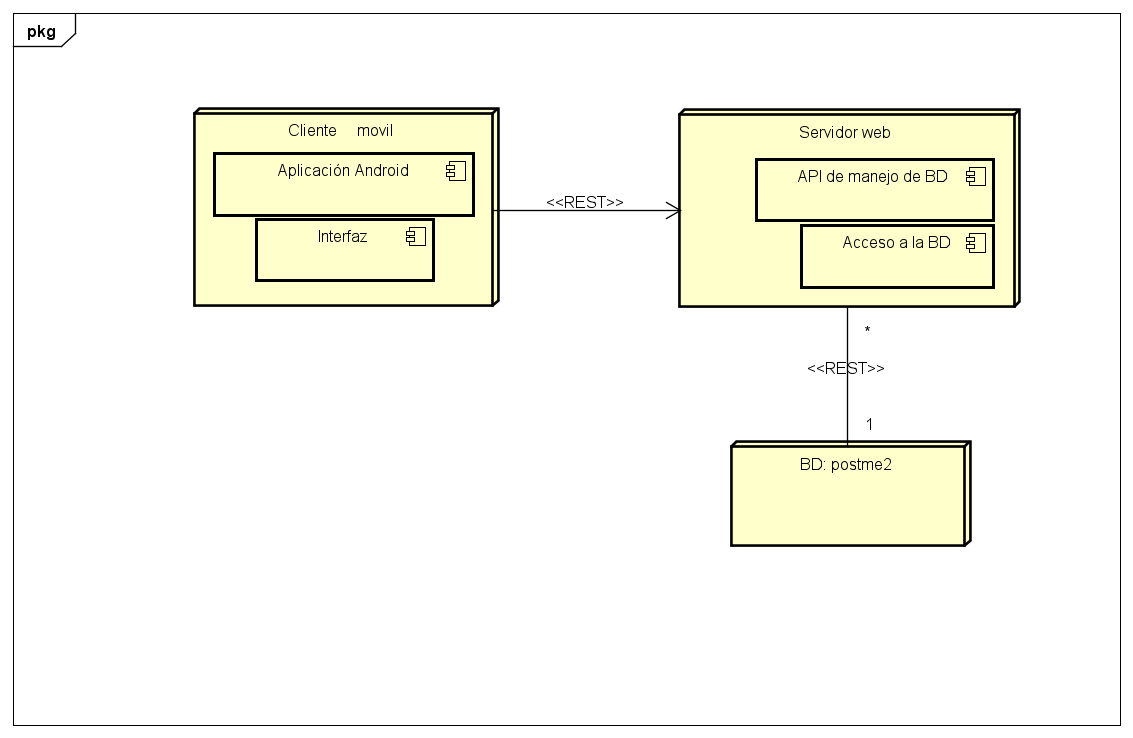 pkg
Cliente movil
Aplicación Android
Interfaz
<<REST>>
Servidor web
API de manejo de BD
Acceso a la BD
*
<<REST>>
1
BD: postme2